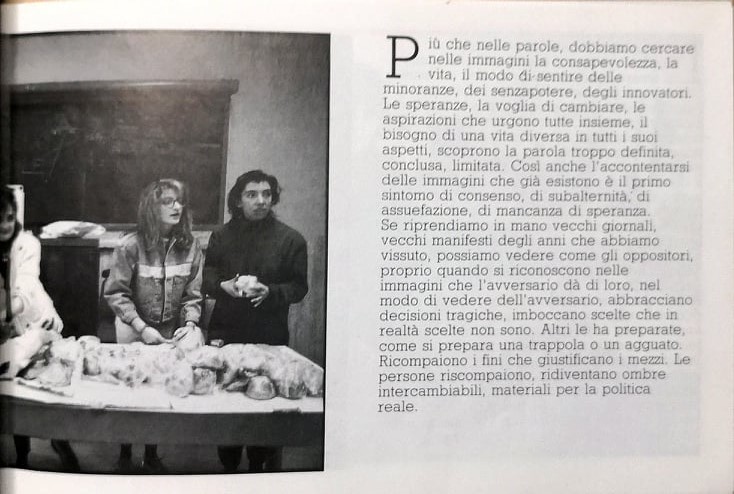 Più che nelle parole, dobbiamo cercare
nelle immagini la consapevolezza, la
vita, il modo di sentire delle
minoranze, dei senzapotere, degli innovatori.
Le speranze, la voglia di cambiare, le
aspirazioni che urgono tutte insieme, il
bisogno di una vita diversa in tutti i suoi
aspetti, scoprono la parola troppo definita,
conclusa, limitata. Così anche l'accontentarsi
delle immagini che già esistono è il primo
sintomo di consenso, di subalternità, di
assuefazione, di mancanza di speranza.
Se riprendiamo in mano vecchi giornali,
vecchi manifesti degli anni che abbiamo
vissuto, possiamo vedere come gli oppositori,
proprio quando si riconoscono nelle
immagini che l'avversario dà di loro, nel
modo di vedere dell'avversario, abbracciano
decisioni tragiche, imboccano scelte che in
realtà scelte non sono. Altri le ha preparate,
come si prepara una trappola o un agguato.
Ricompaiono i fini che giustificano i mezzi. Le
persone riscompaiono, ridiventano ombre
intercambiabili, materiali per la politica
reale.